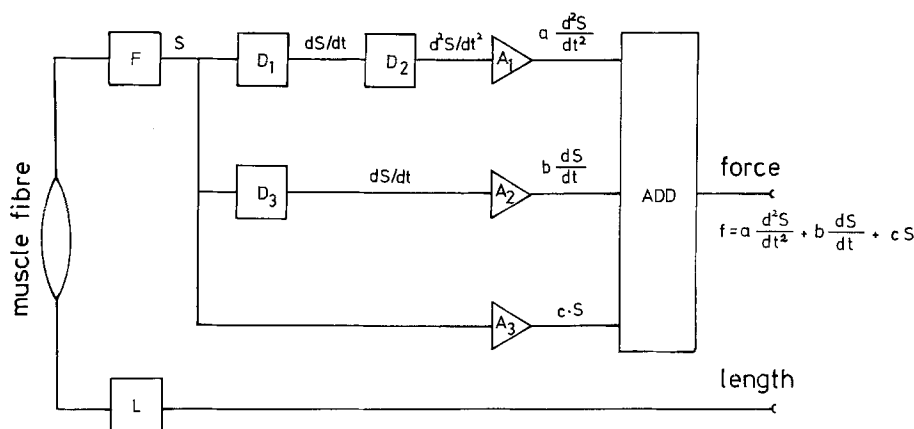 muscle fibre
F
S
D₁
dS/dt
D₂
d²S/dt²
A₁
a d²S/dt²
D₃
dS/dt
A₂
b dS/dt
A₃
c·S
ADD
force
f = a d²S/dt² + b dS/dt + cS
L
length